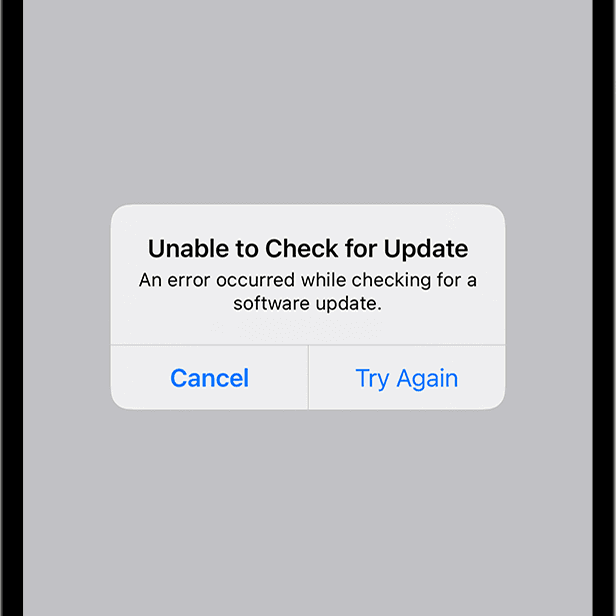 Unable to Check for Update
An error occurred while checking for a
software update.
Cancel
Try Again